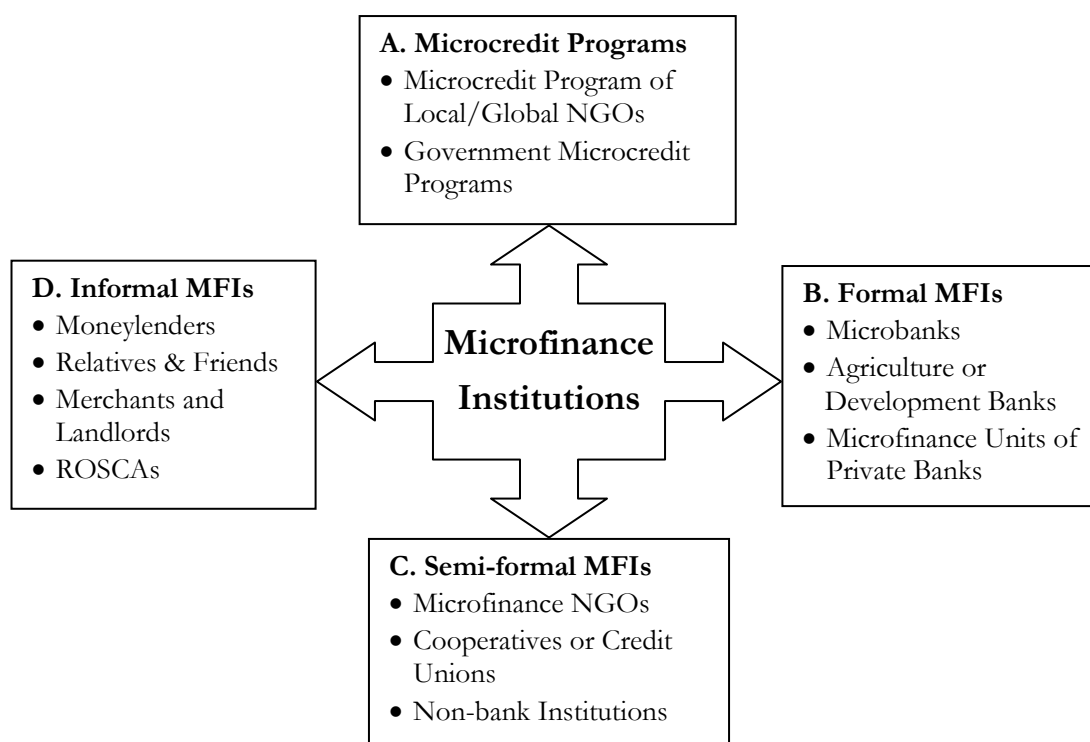 A. Microcredit Programs
• Microcredit Program of
Local/Global NGOs
• Government Microcredit
Programs
D. Informal MFIs
• Moneylenders
• Relatives & Friends
• Merchants and
Landlords
• ROSCAs
Microfinance
Institutions
B. Formal MFIs
• Microbanks
• Agriculture or
Development Banks
• Microfinance Units of
Private Banks
C. Semi-formal MFIs
• Microfinance NGOs
• Cooperatives or Credit
Unions
• Non-bank Institutions